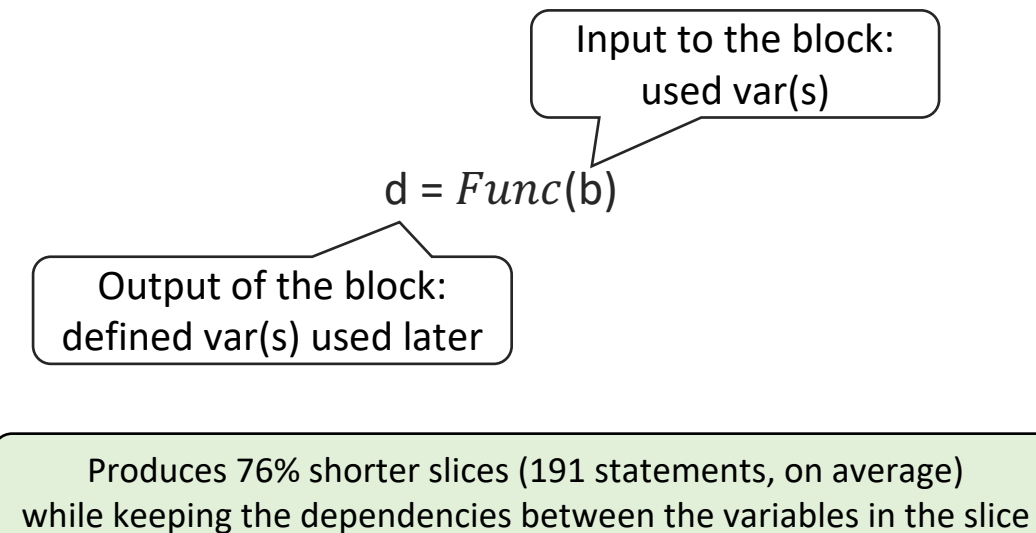 Input to the block:
used var(s)
d = Func(b)
Output of the block:
defined var(s) used later
Produces 76% shorter slices (191 statements, on average)
while keeping the dependencies between the variables in the slice